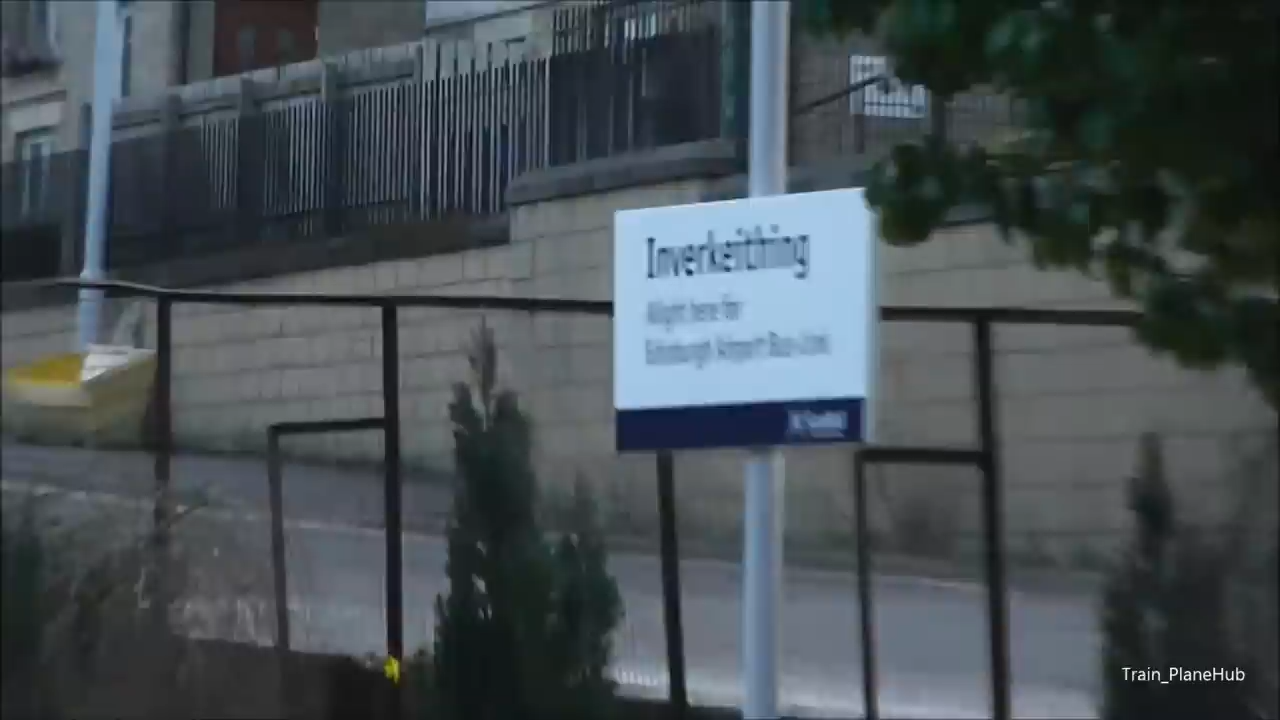 Inverkeithing
Alight here for
Edinburgh Airport Bus Link
Train_PlaneHub